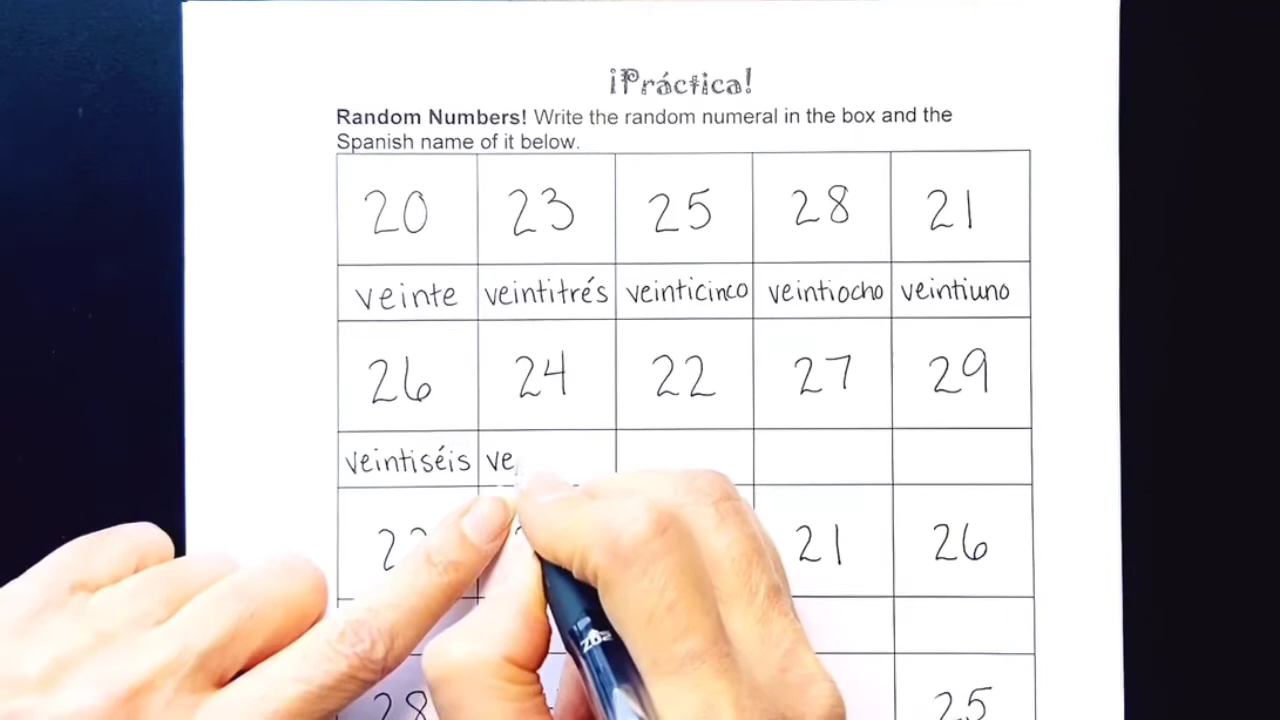 ¡Práctica!
Random Numbers! Write the random numeral in the box and the
Spanish name of it below.
20 23 25 28 21
veinte veintitrés veinticinco veintiocho veintiuno
26 24 22 27 29
veintiséis ve
21 26
28 25